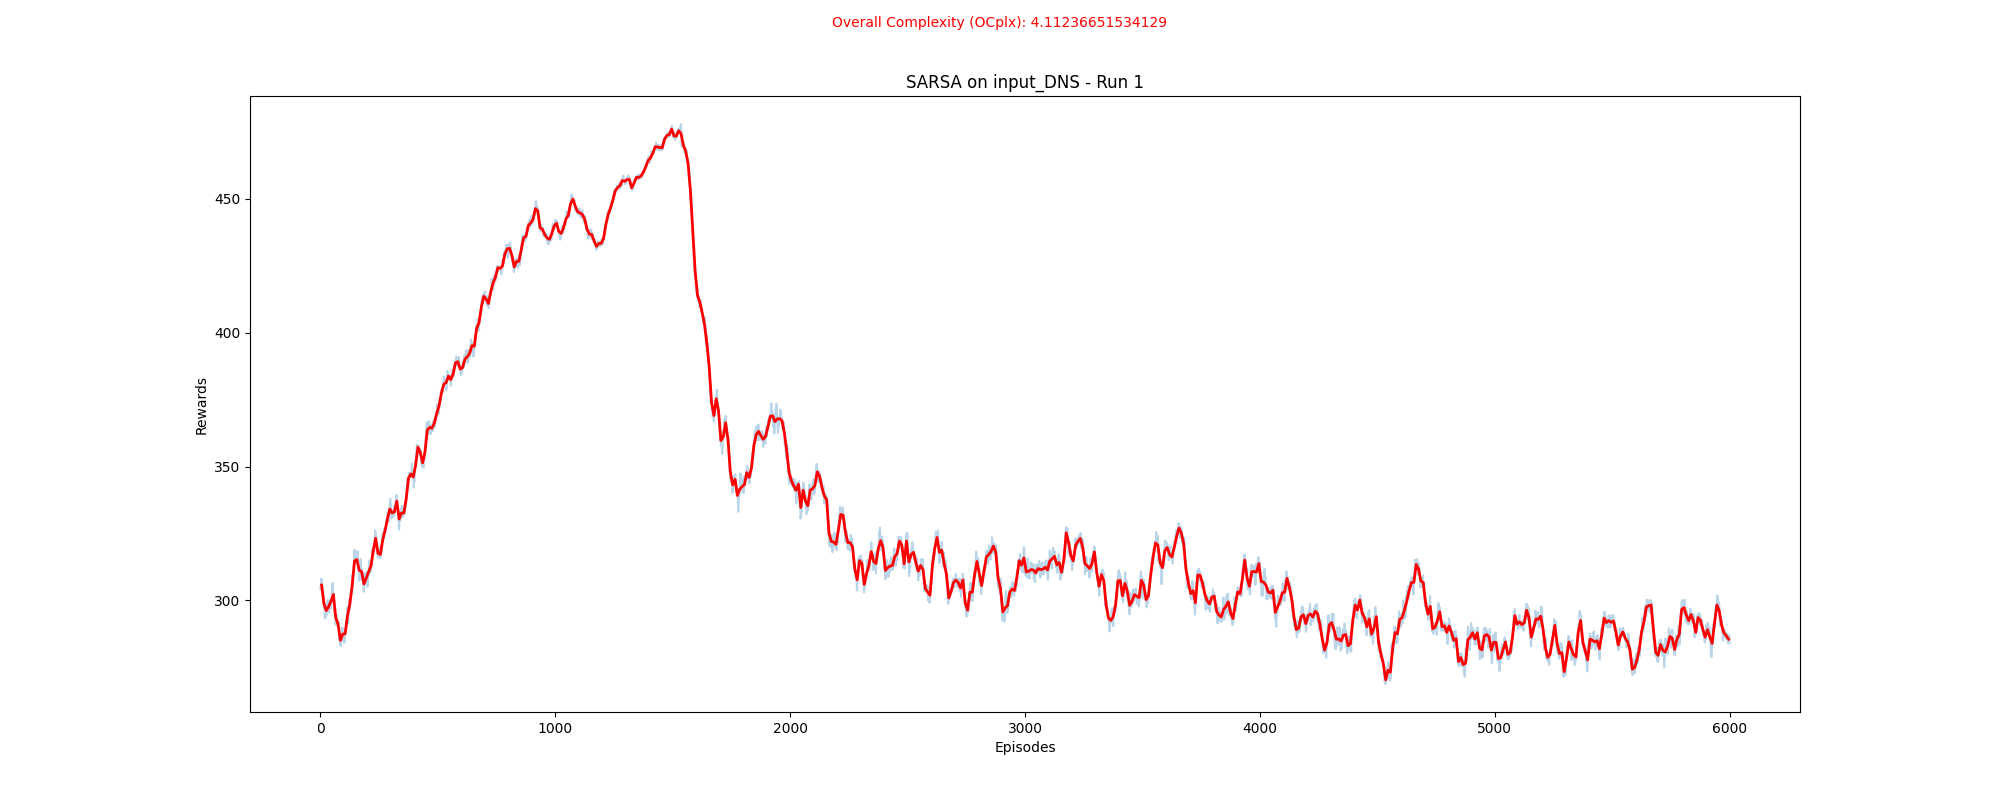 Overall Complexity (OCplx): 4.11236651534129
SARSA on input_DNS - Run 1
450
400
350
300
Rewards
0 1000 2000 3000 4000 5000 6000
Episodes